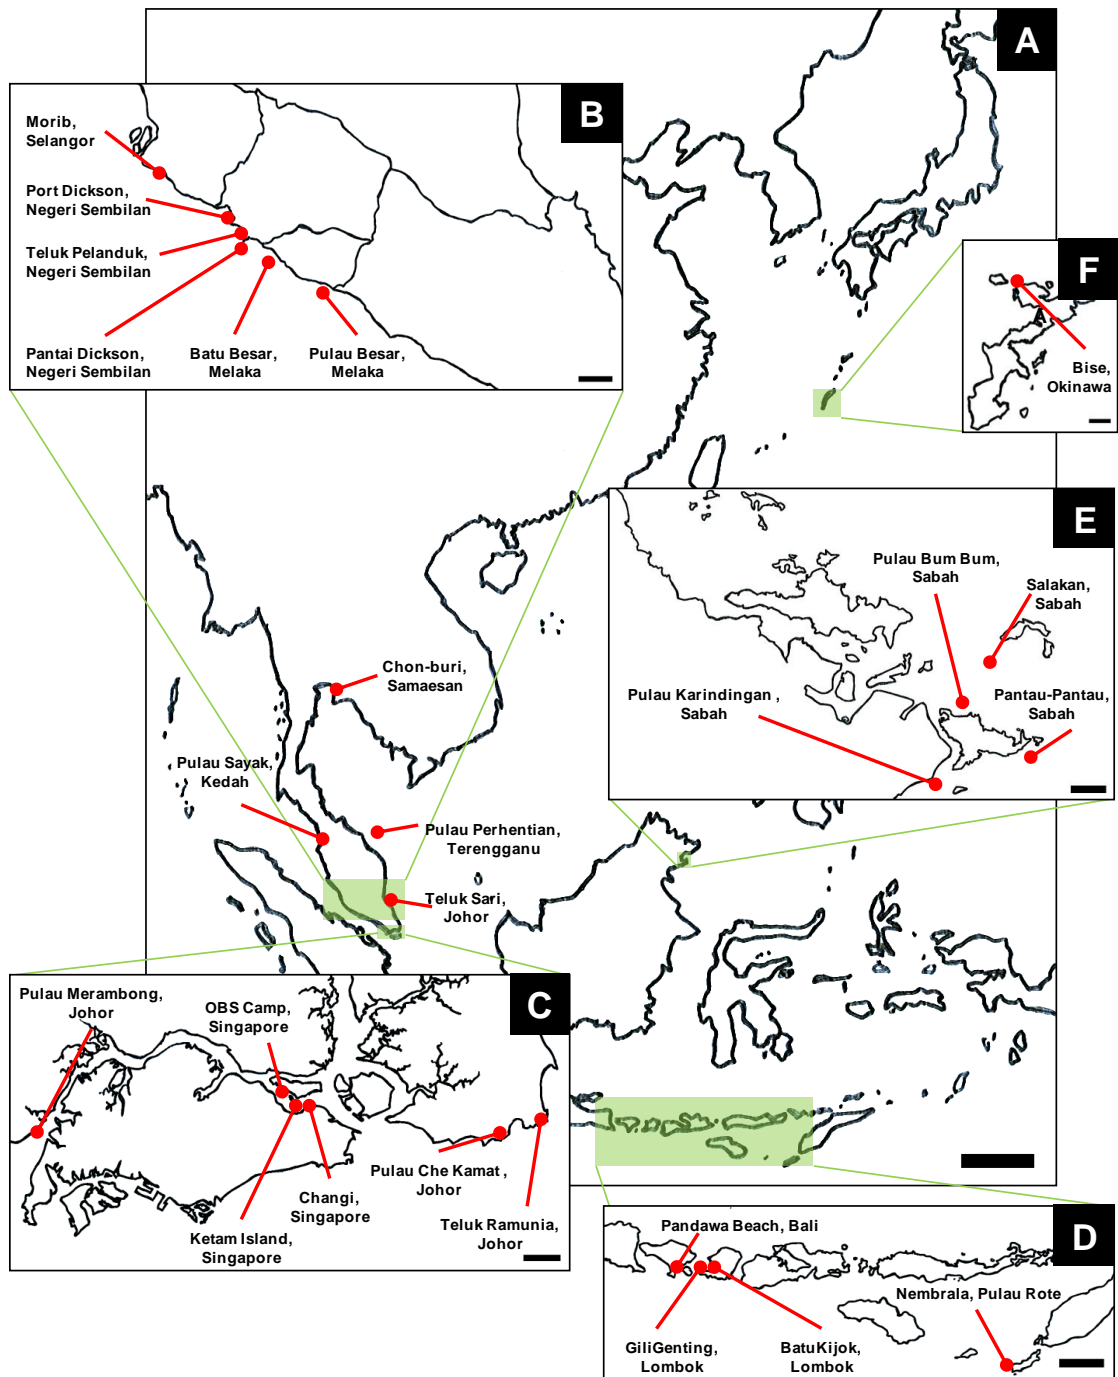 A
B
Morib,
Selangor
Port Dickson,
Negeri Sembilan
Teluk Pelanduk,
Negeri Sembilan
Pantai Dickson,
Negeri Sembilan
Batu Besar,
Melaka
Pulau Besar,
Melaka
F
A
Bise,
Okinawa
E
Pulau Bum Bum,
Sabah
Salakan,
Sabah
Pulau Karindingan ,
Sabah
Pantau-Pantau,
Sabah
Chon-buri,
Samaesan
Pulau Sayak,
Kedah
Pulau Perhentian,
Terengganu
Teluk Sari,
Johor
C
Pulau Merambong,
Johor
OBS Camp,
Singapore
Pulau Che Kamat ,
Johor
Changi,
Singapore
Ketam Island,
Singapore
Teluk Ramunia,
Johor
D
Pandawa Beach, Bali
Nembrala, Pulau Rote
GiliGenting,
Lombok
BatuKijok,
Lombok